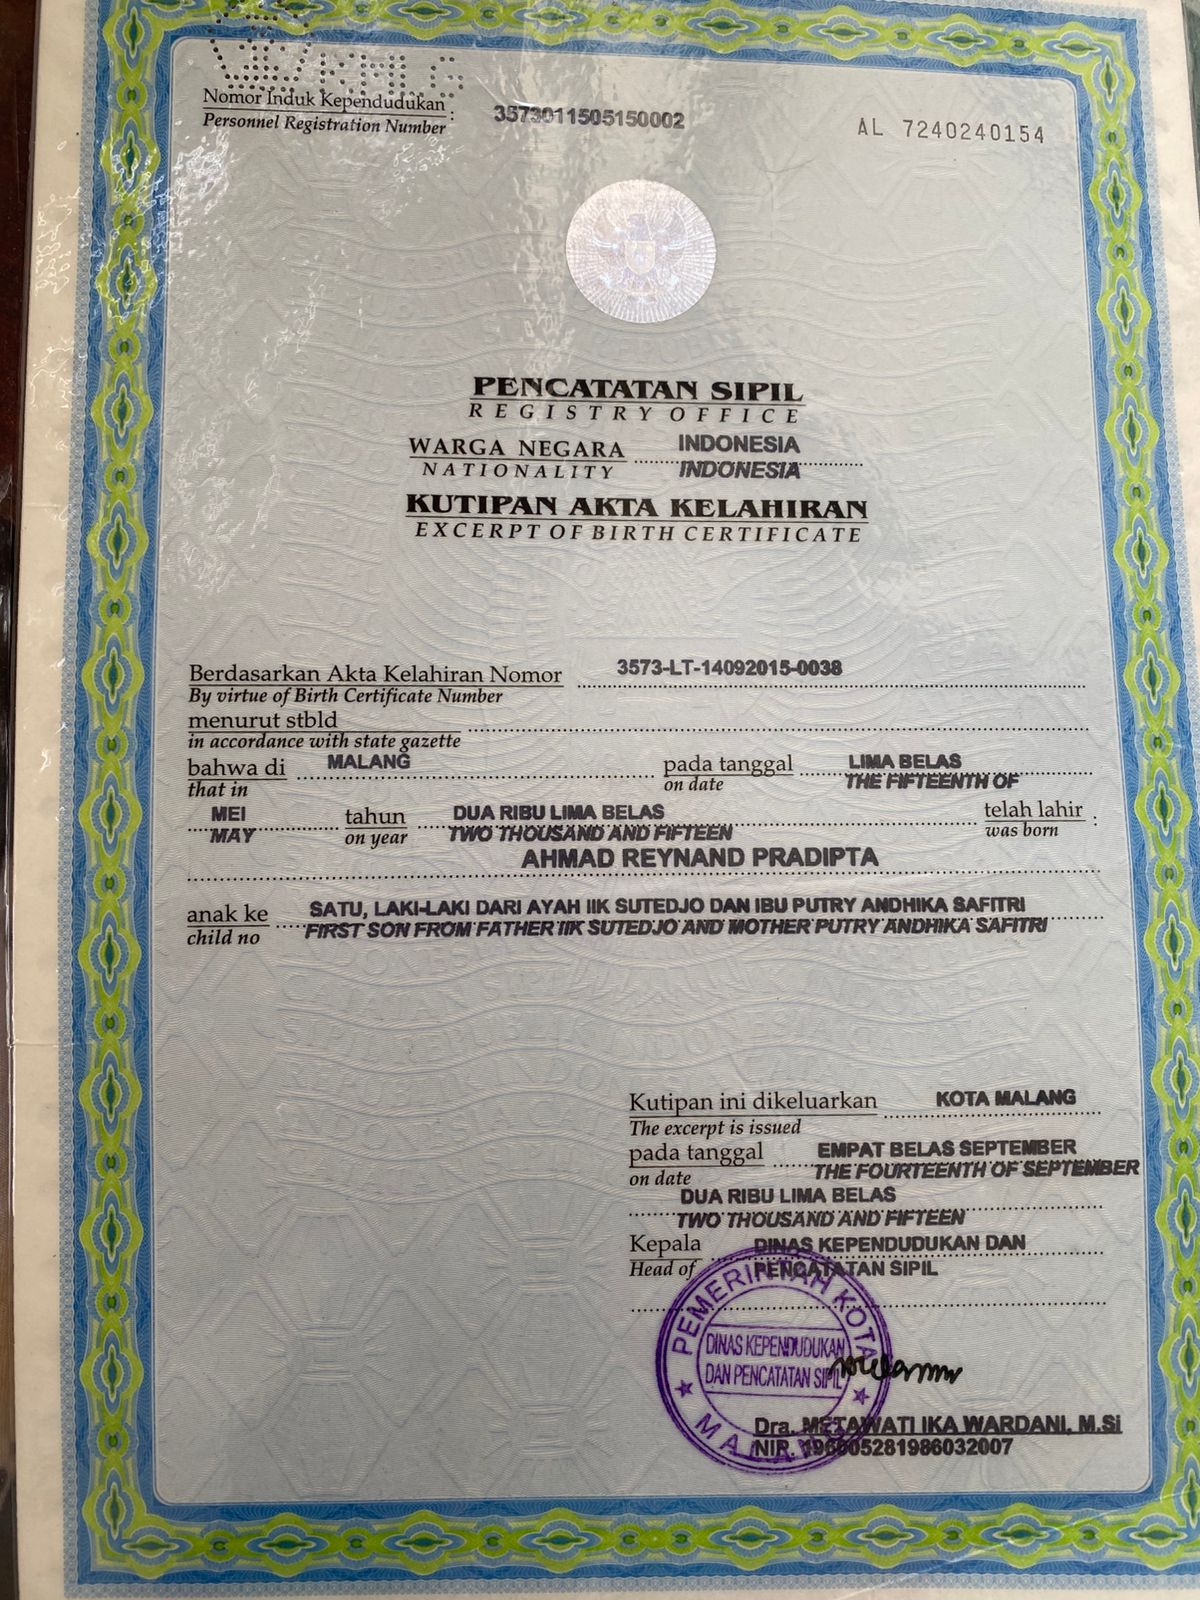 Nomor Induk Kependudukan : 3573011505150002
Personnel Registration Number
AL 7240240154
PENCATATAN SIPIL
REGISTRY OFFICE
WARGA NEGARA INDONESIA
NATIONALITY INDONESIA
KUTIPAN AKTA KELAHIRAN
EXCERPT OF BIRTH CERTIFICATE
Berdasarkan Akta Kelahiran Nomor 3573-LT-14092015-0038
By virtue of Birth Certificate Number
menurut stbld
in accordance with state gazette
bahwa di MALANG pada tanggal LIMA BELAS
that in on date THE FIFTEENTH OF
MEI tahun DUA RIBU LIMA BELAS telah lahir :
MAY on year TWO THOUSAND AND FIFTEEN was born
AHMAD REYNAND PRADIPTA
anak ke SATU, LAKI-LAKI DARI AYAH IIK SUTEDJO DAN IBU PUTRY ANDHIKA SAFITRI
child no FIRST SON FROM FATHER IIK SUTEDJO AND MOTHER PUTRY ANDHIKA SAFITRI
Kutipan ini dikeluarkan KOTA MALANG
The excerpt is issued
pada tanggal EMPAT BELAS SEPTEMBER
on date THE FOURTEENTH OF SEPTEMBER
DUA RIBU LIMA BELAS
TWO THOUSAND AND FIFTEEN
Kepala DINAS KEPENDUDUKAN DAN
Head of PENCATATAN SIPIL
PEMERINTAH KOTA
DINAS KEPENDUDUKAN
DAN PENCATATAN SIPIL
MALANG
Dra. METAWATI IKA WARDANI, M.Si
NIP. 196005281986032007